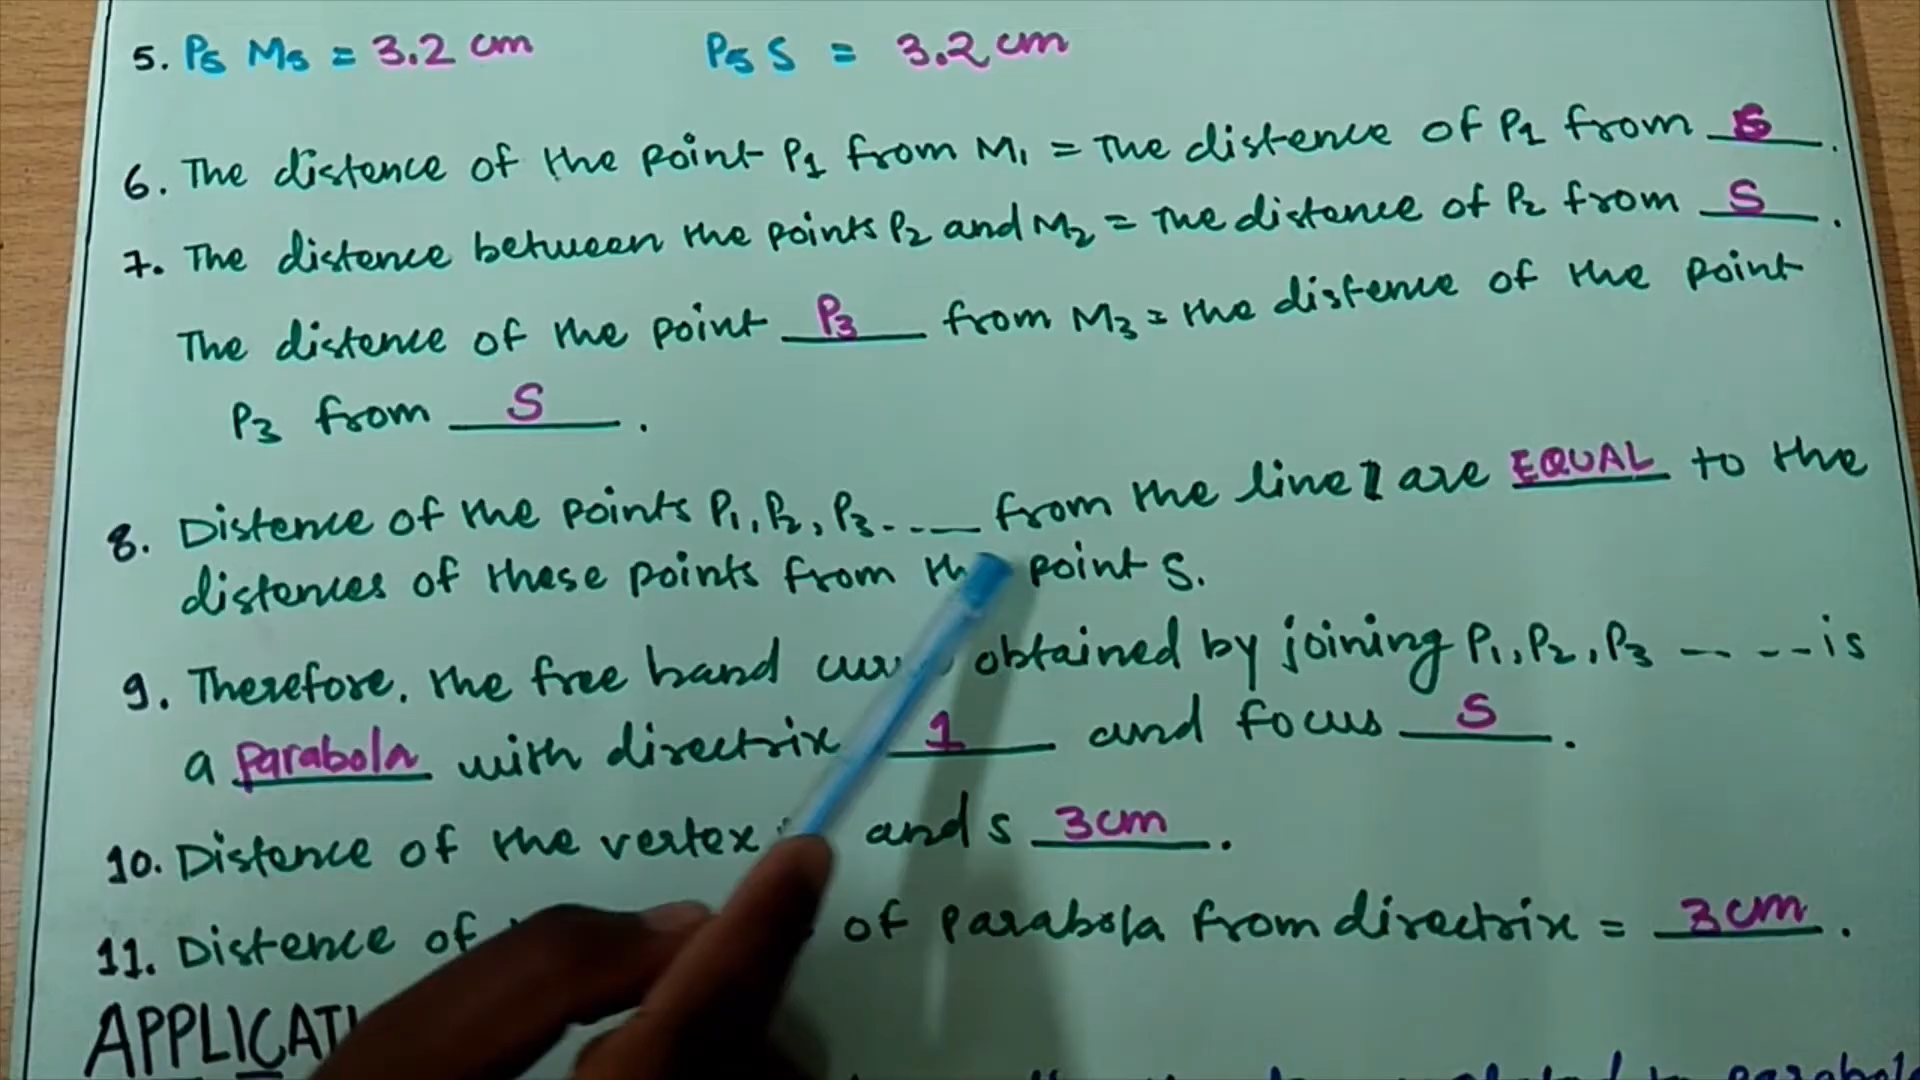 5. P5 M5 = 3.2 cm P5 S = 3.2 cm
6. The distence of the point P1 from M1 = The distence of P1 from S.
7. The distence between the points P2 and M2 = The distence of P2 from S.
The distence of the point P3 from M3 = the distence of the point
P3 from S.
8. Distence of the points P1, P2, P3 ---- from the line l are EQUAL to the
distences of these points from the point S.
9. Therefore, the free hand obtained by joining P1, P2, P3 ---- is
a Parabola with directrix 1 and focus S.
10. Distence of the vertex and S 3cm.
11. Distence of of parabola from directrix = 3cm.